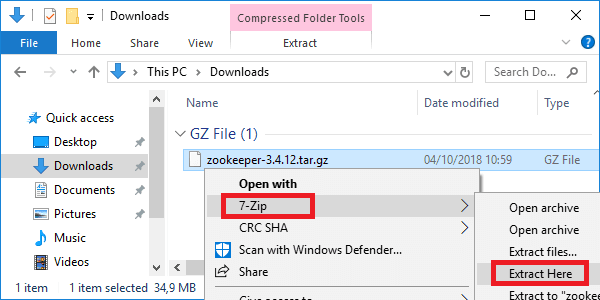 Downloads
Compressed Folder Tools
File
Home
Share
View
Extract
This PC
Downloads
Search Do...
Quick access
Desktop
Downloads
Documents
Pictures
Videos
Name
Date modified
Type
GZ File (1)
zookeeper-3.4.12.tar.gz
04/10/2018 10:59
GZ File
Open with
7-Zip
CRC SHA
Scan with Windows Defender...
Share
Open archive
Open archive
Extract files...
Extract Here
Extract to "zooke
1 item
1 item selected
34,9 MB